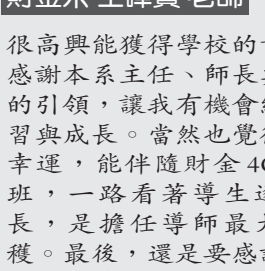 很高興能獲得學校的
感謝本系主任、師長
的引領，讓我有機會
習與成長。當然也覺
幸運，能伴隨財金4
班，一路看著導生
長，是擔任導師最
穫。最後，還是要感